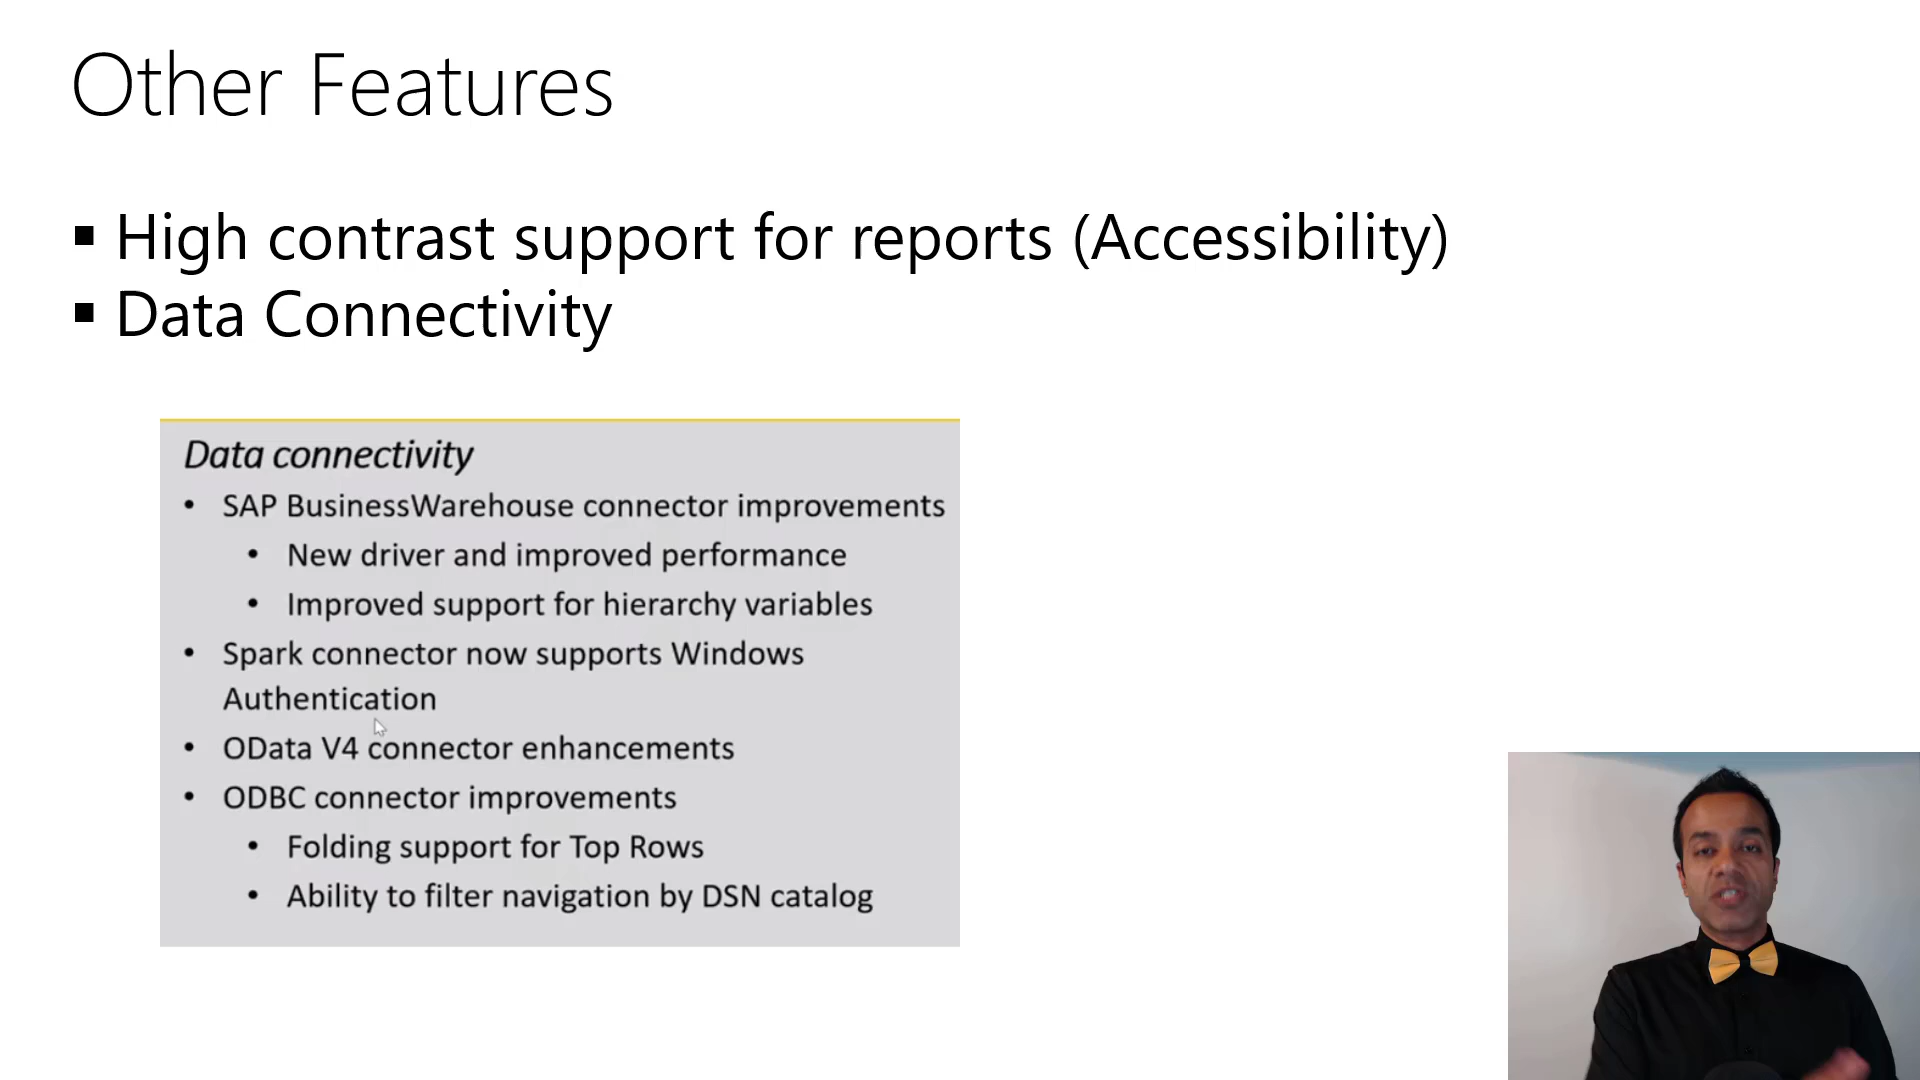 Other Features
▪ High contrast support for reports (Accessibility)
▪ Data Connectivity
Data connectivity
• SAP BusinessWarehouse connector improvements
• New driver and improved performance
• Improved support for hierarchy variables
• Spark connector now supports Windows
Authentication
• OData V4 connector enhancements
• ODBC connector improvements
• Folding support for Top Rows
• Ability to filter navigation by DSN catalog